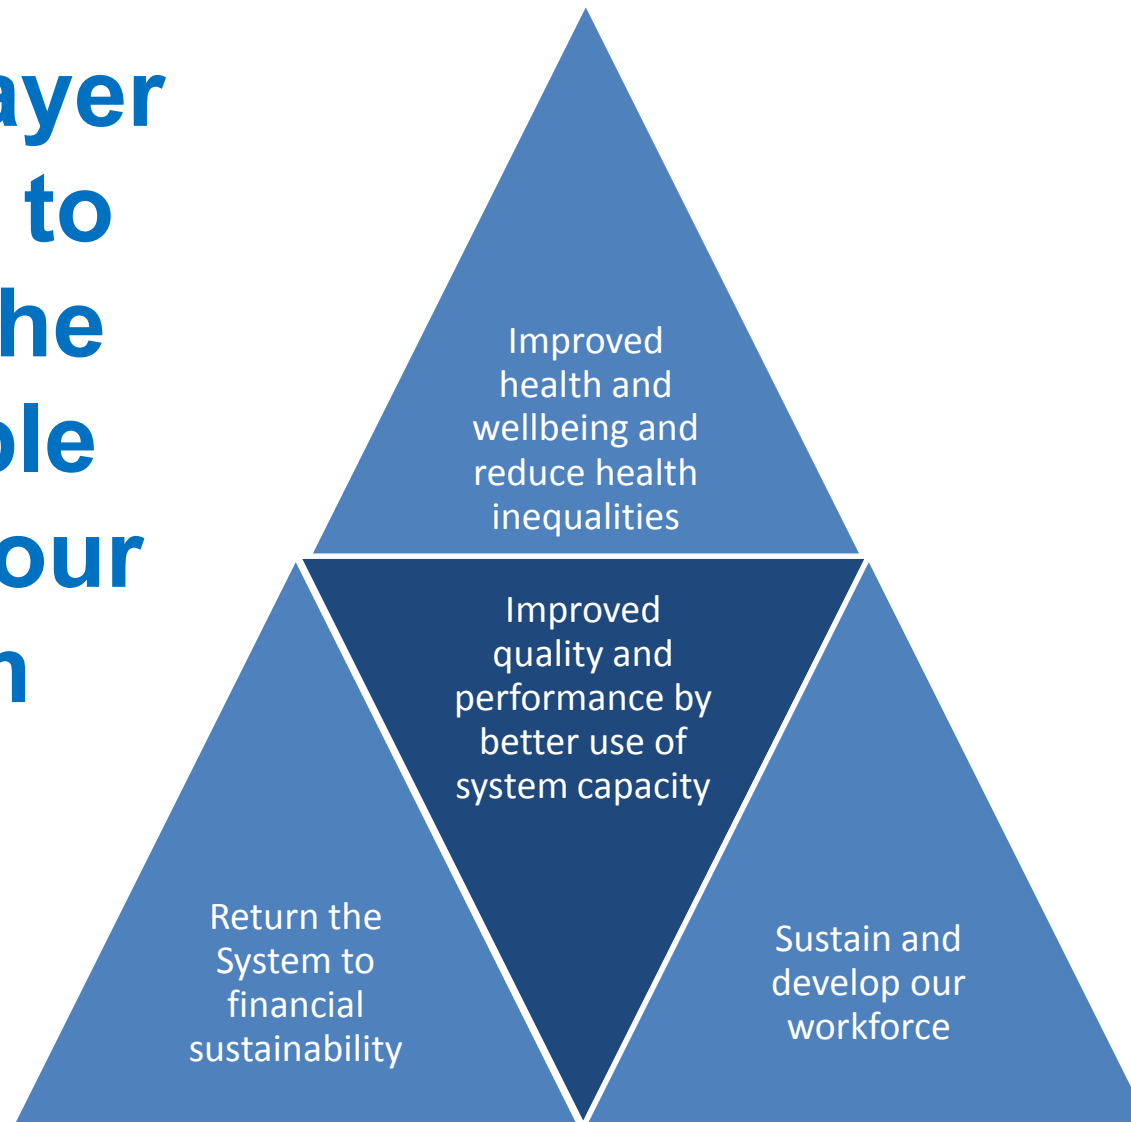 ayer
to
he
our
Improved
health and
wellbeing and
reduce health
inequalities
Improved
quality and
performance by
better use of
system capacity
Return the
System to
financial
sustainability
Sustain and
develop our
workforce